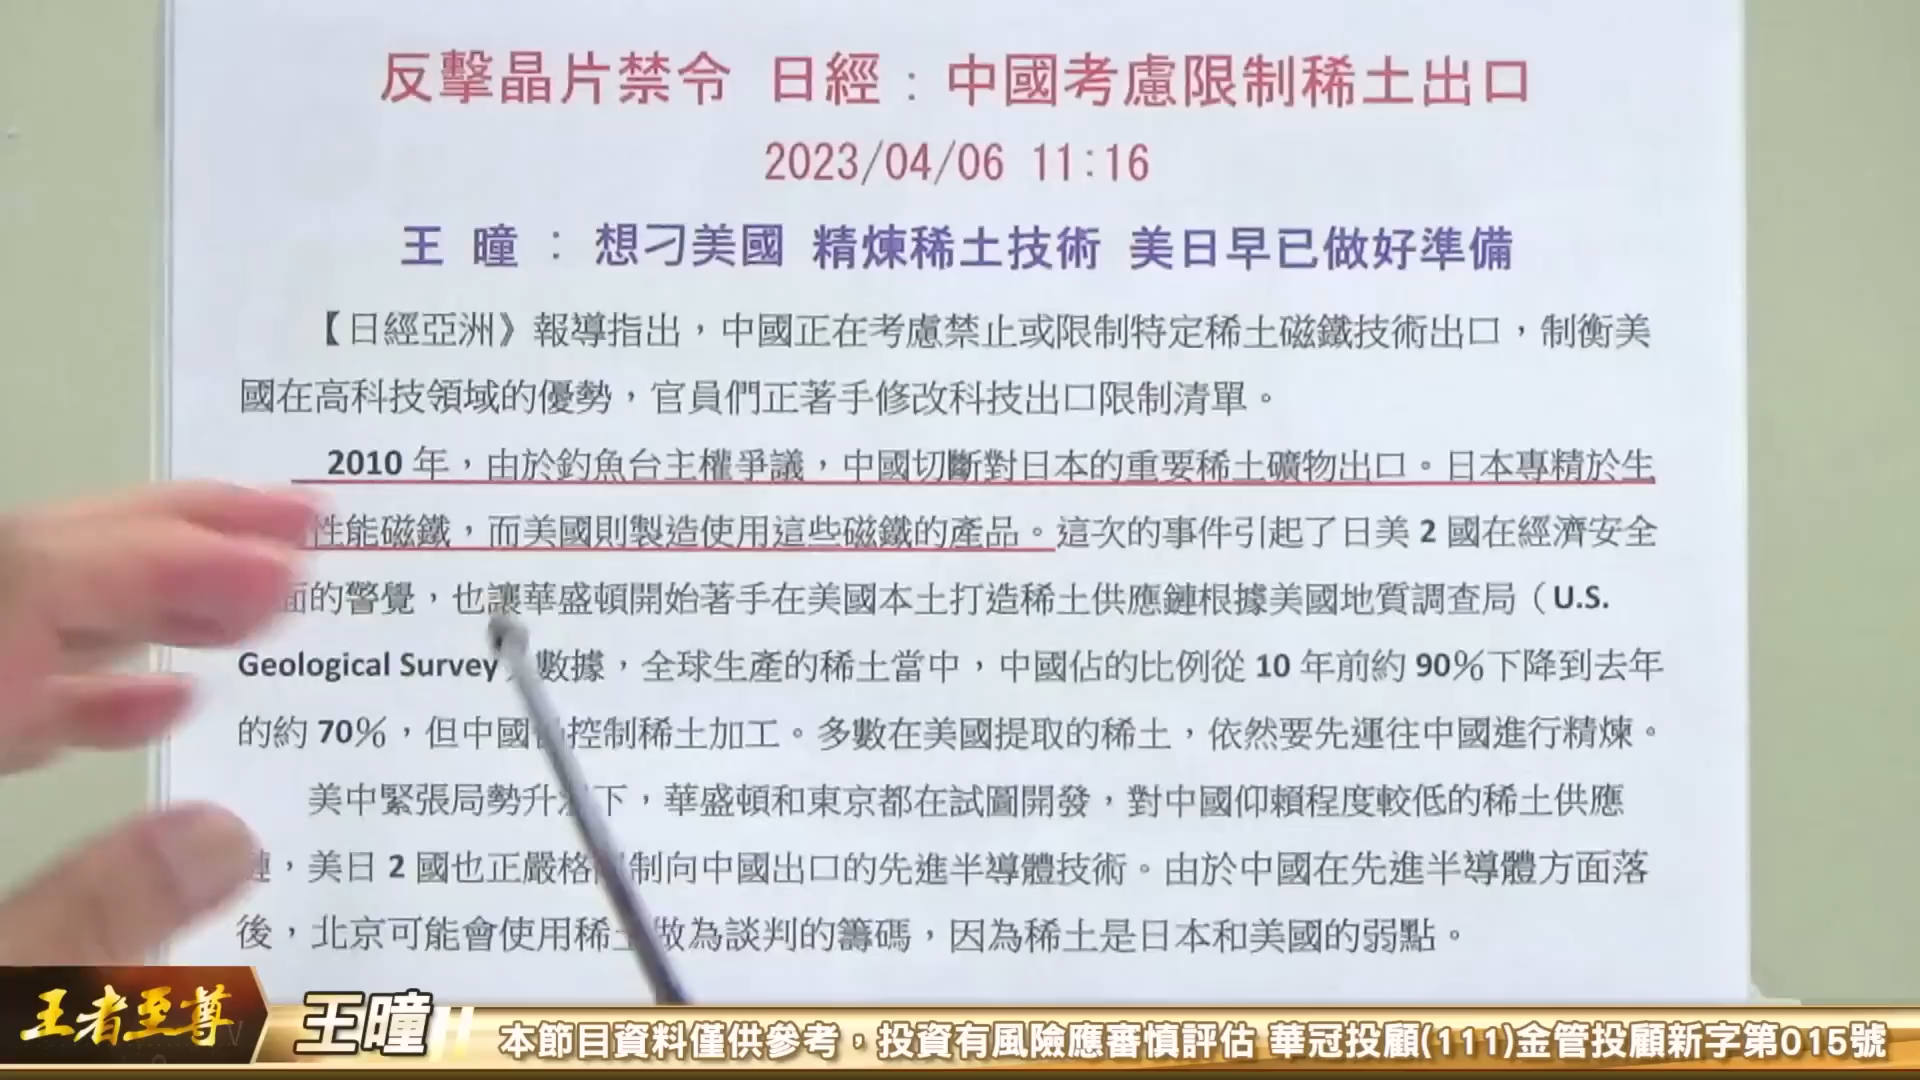 反擊晶片禁令 日經：中國考慮限制稀土出口
2023/04/06 11:16
王 曈 ： 想刁美國 精煉稀土技術 美日早已做好準備
【日經亞洲》報導指出，中國正在考慮禁止或限制特定稀土磁鐵技術出口，制衡美
國在高科技領域的優勢，官員們正著手修改科技出口限制清單。
2010 年，由於釣魚台主權爭議，中國切斷對日本的重要稀土礦物出口。日本專精於生
性能磁鐵，而美國則製造使用這些磁鐵的產品。這次的事件引起了日美 2 國在經濟安全
面的警覺，也讓華盛頓開始著手在美國本土打造稀土供應鏈根據美國地質調查局（U.S.
Geological Survey 數據，全球生產的稀土當中，中國佔的比例從 10 年前約 90%下降到去年
的約 70%，但中國 控制稀土加工。多數在美國提取的稀土，依然要先運往中國進行精煉。
美中緊張局勢升 下，華盛頓和東京都在試圖開發，對中國仰賴程度較低的稀土供應
鏈，美日 2 國也正嚴格 制向中國出口的先進半導體技術。由於中國在先進半導體方面落
後，北京可能會使用稀土做為談判的籌碼，因為稀土是日本和美國的弱點。
王者至尊 王曈 本節目資料僅供參考，投資有風險應審慎評估 華冠投顧(111)金管投顧新字第015號